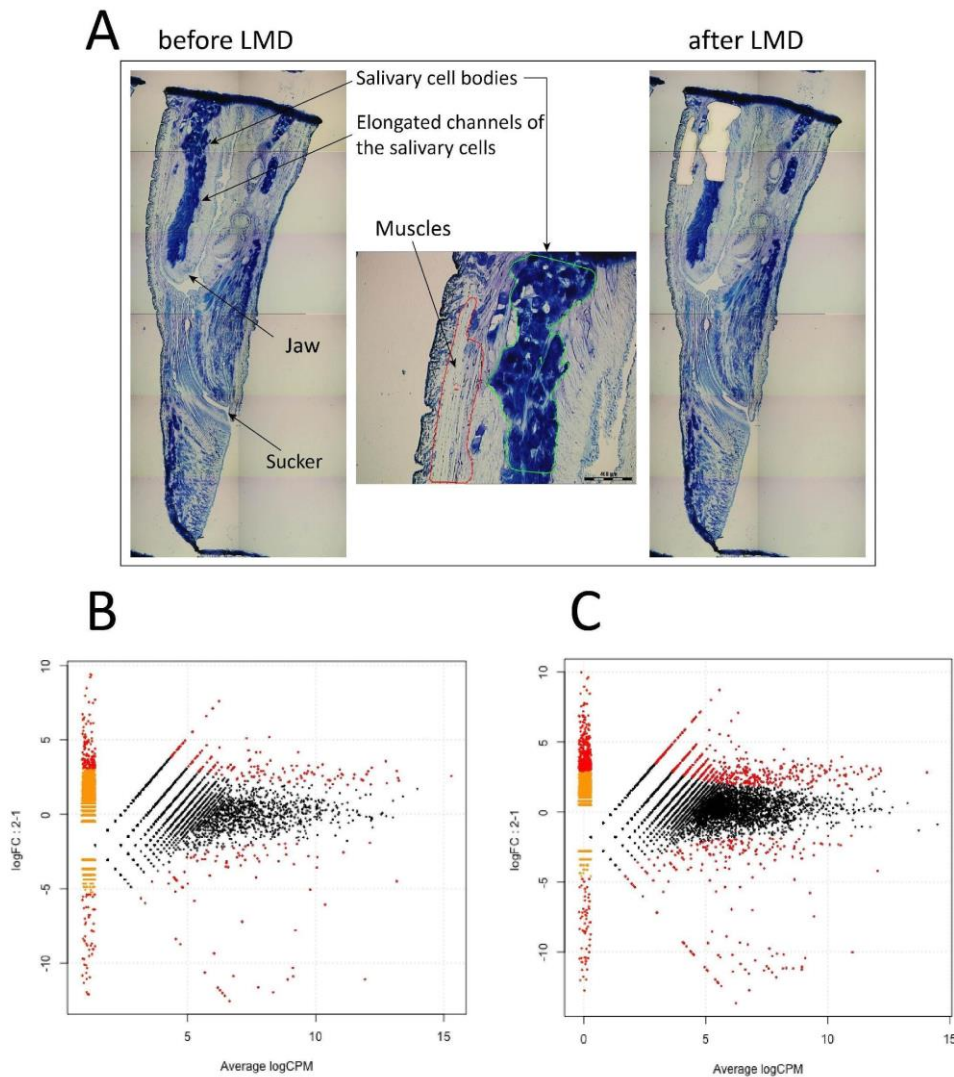 A
before LMD
after LMD
Salivary cell bodies
Elongated channels of
the salivary cells
Muscles
Jaw
Sucker
B
C
10
5
0
-5
-10
logFC : 2-1
5
10
15
Average logCPM
10
5
0
-5
-10
logFC : 2-1
0
5
10
15
Average logCPM